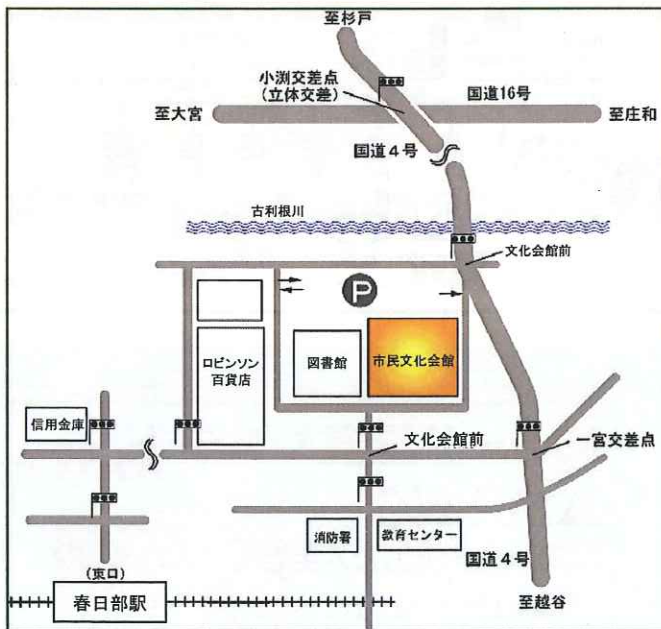 至杉戸
小渕交差点
(立体交差)
国道16号
至大宮
至庄和
国道4号
古利根川
文化会館前
P
ロビンソン
百貨店
図書館
市民文化会館
信用金庫
文化会館前
一宮交差点
消防署
教育センター
(東口)
国道4号
春日部駅
至越谷